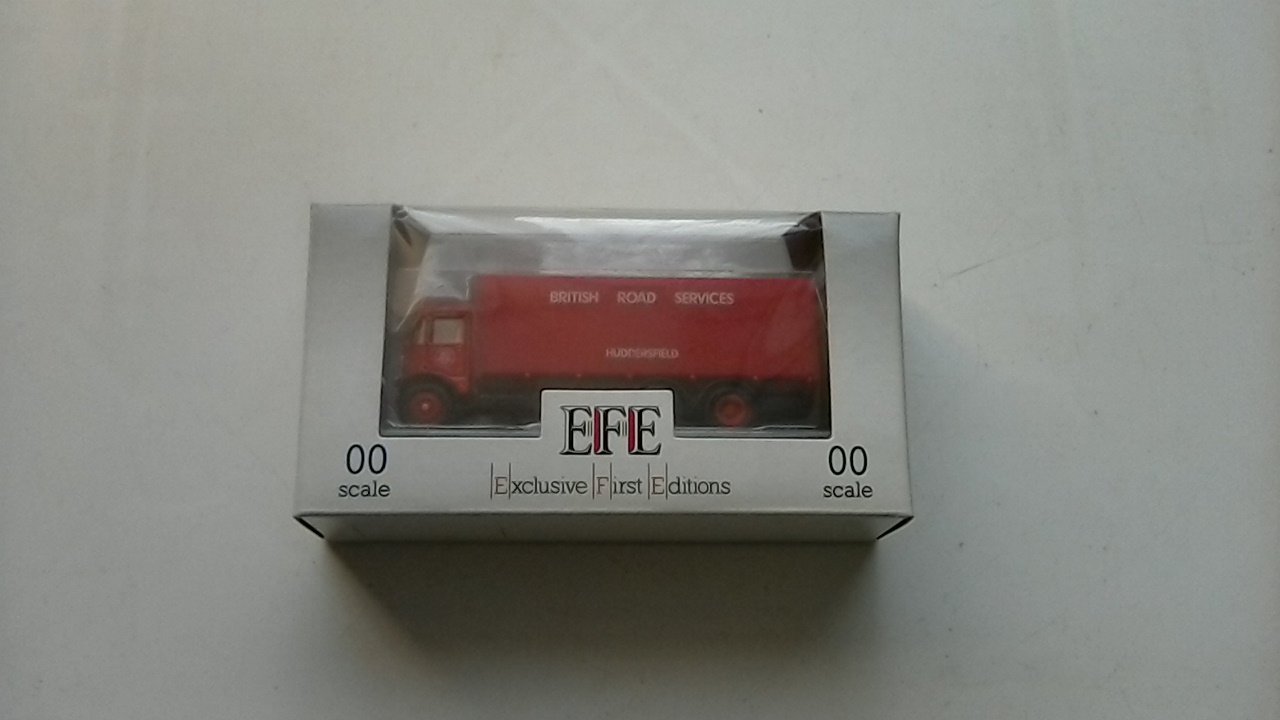 BRITISH ROAD SERVICES
HUDDERSFIELD
EFE
Exclusive First Editions
00
scale
00
scale